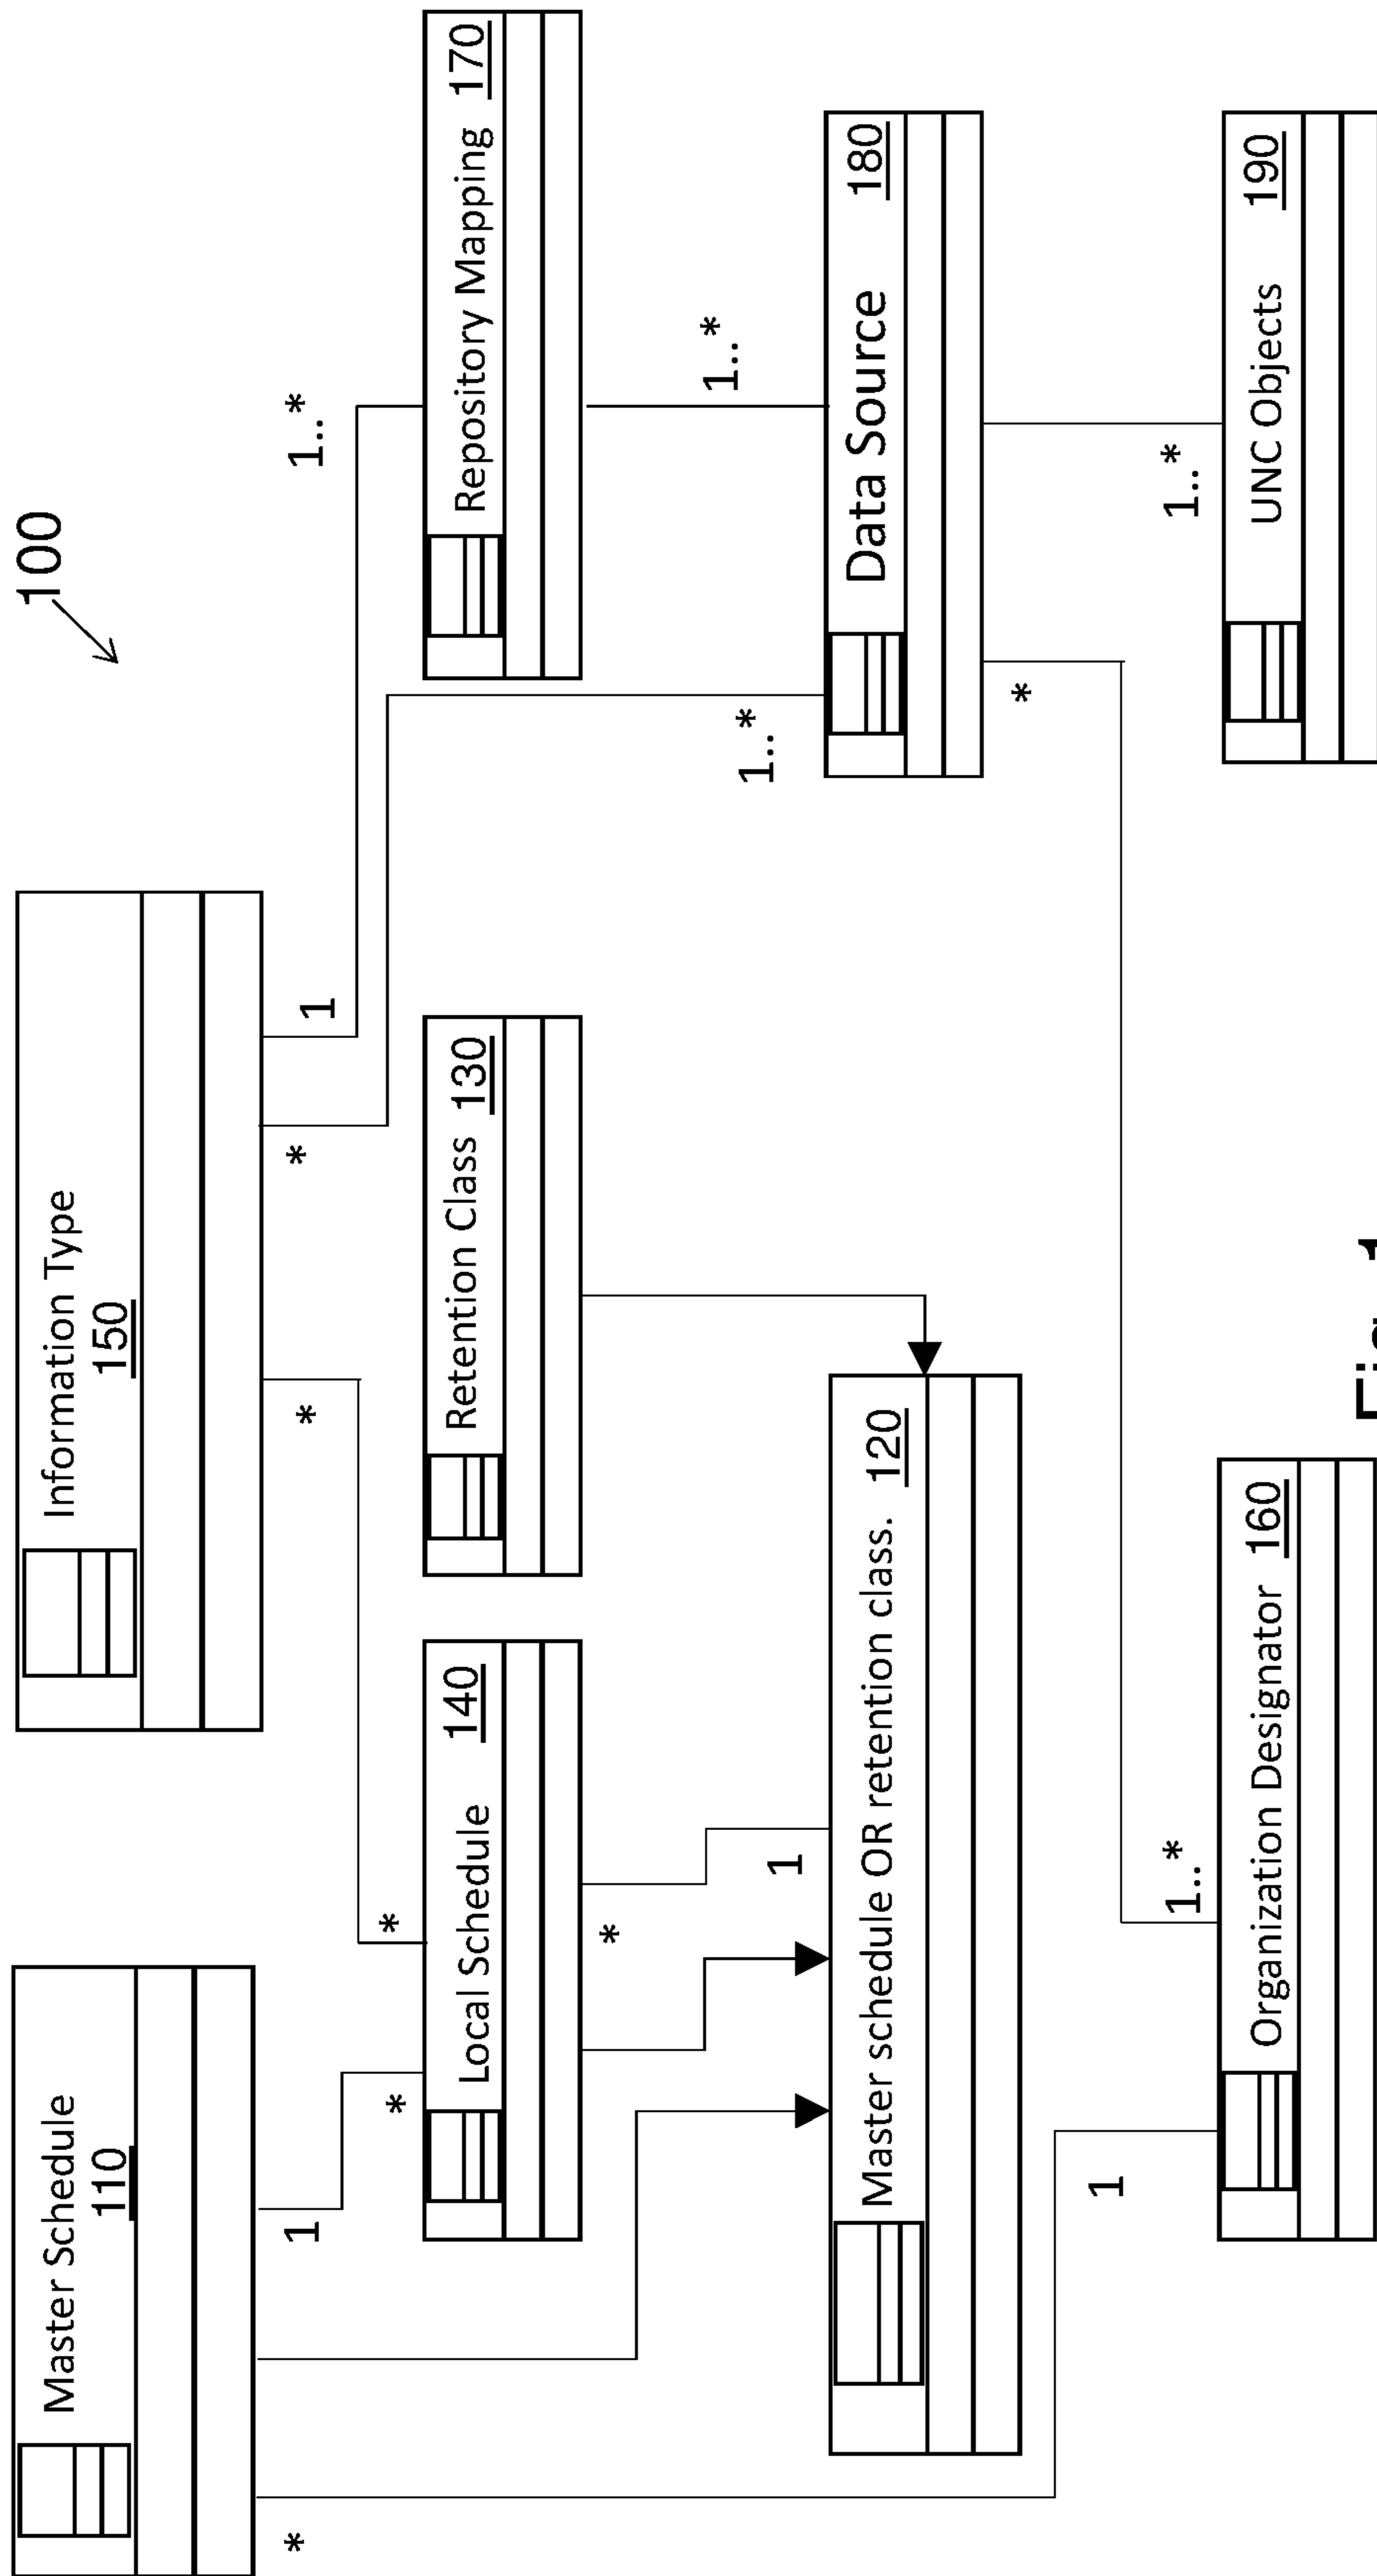 100
Master Schedule
110
Information Type
150
*
1
*
*
1
1..*
*
*
Local Schedule 140
Retention Class 130
Repository Mapping 170
*
1
1..*
1..*
Master schedule OR retention class. 120
Data Source 180
*
1
1..*
1..*
Organization Designator 160
UNC Objects 190